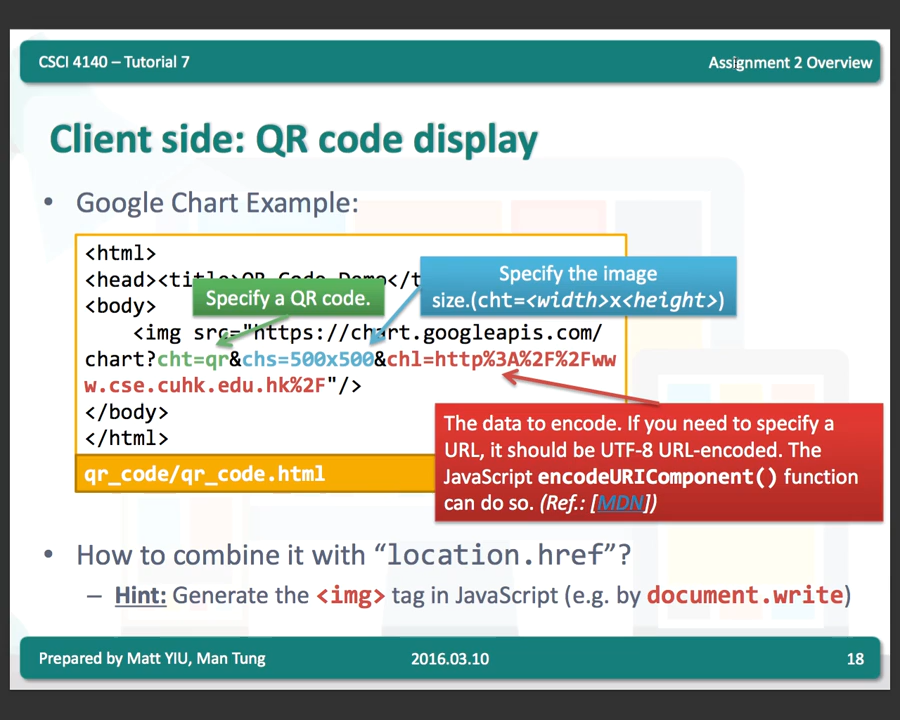 CSCI 4140 – Tutorial 7
Assignment 2 Overview
Client side: QR code display
• Google Chart Example:
<html>
<head><title>QR Code Demo</t
<body>
<img src="https://chart.googleapis.com/
chart?cht=qr&chs=500x500&chl=http%3A%2F%2Fww
w.cse.cuhk.edu.hk%2F"/>
</body>
</html>
qr_code/qr_code.html
Specify a QR code.
Specify the image
size.(cht=<width>x<height>)
The data to encode. If you need to specify a
URL, it should be UTF-8 URL-encoded. The
JavaScript encodeURIComponent() function
can do so. (Ref.: [MDN])
• How to combine it with “location.href”?
– Hint: Generate the <img> tag in JavaScript (e.g. by document.write)
Prepared by Matt YIU, Man Tung
2016.03.10
18